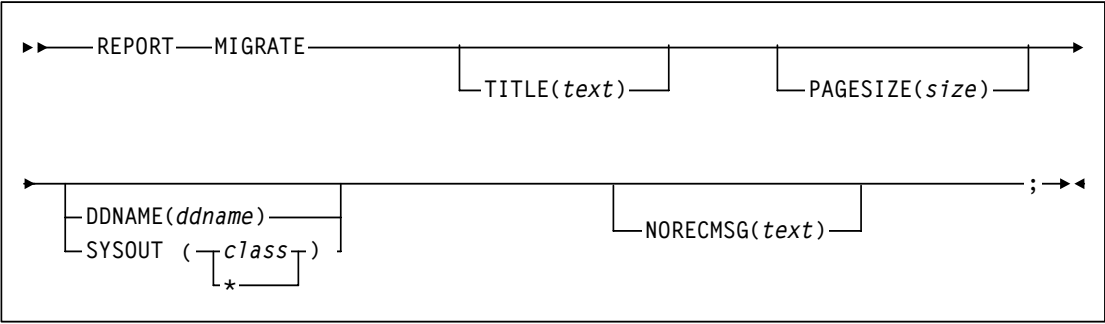 REPORT MIGRATE
TITLE(text) PAGESIZE(size)
;
DDNAME(ddname) NORECMSG(text)
SYSOUT (class)
*